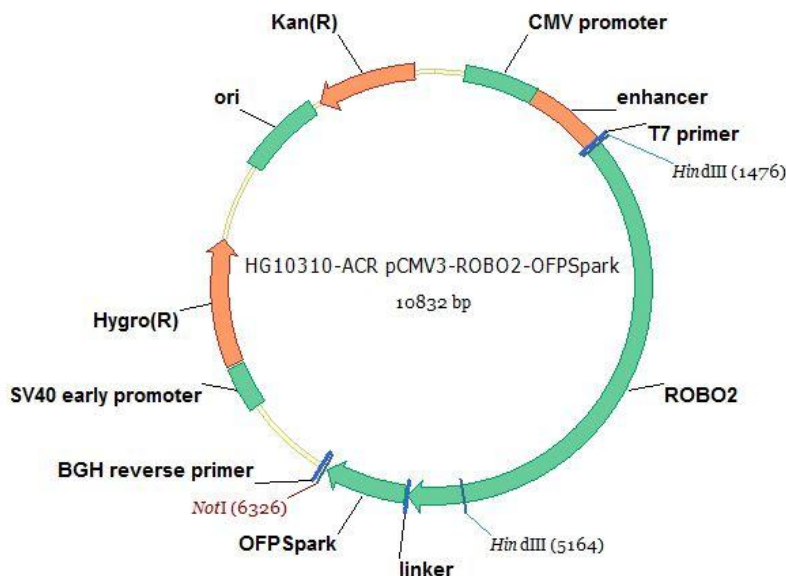 Kan(R)
CMV promoter
ori
enhancer
T7 primer
HindIII (1476)
HG10310-ACR pCMV3-ROBO2-OFPSpark
10832 bp
Hygro(R)
SV40 early promoter
ROBO2
BGH reverse primer
NotI (6326)
OFPSpark
HindIII (5164)
linker